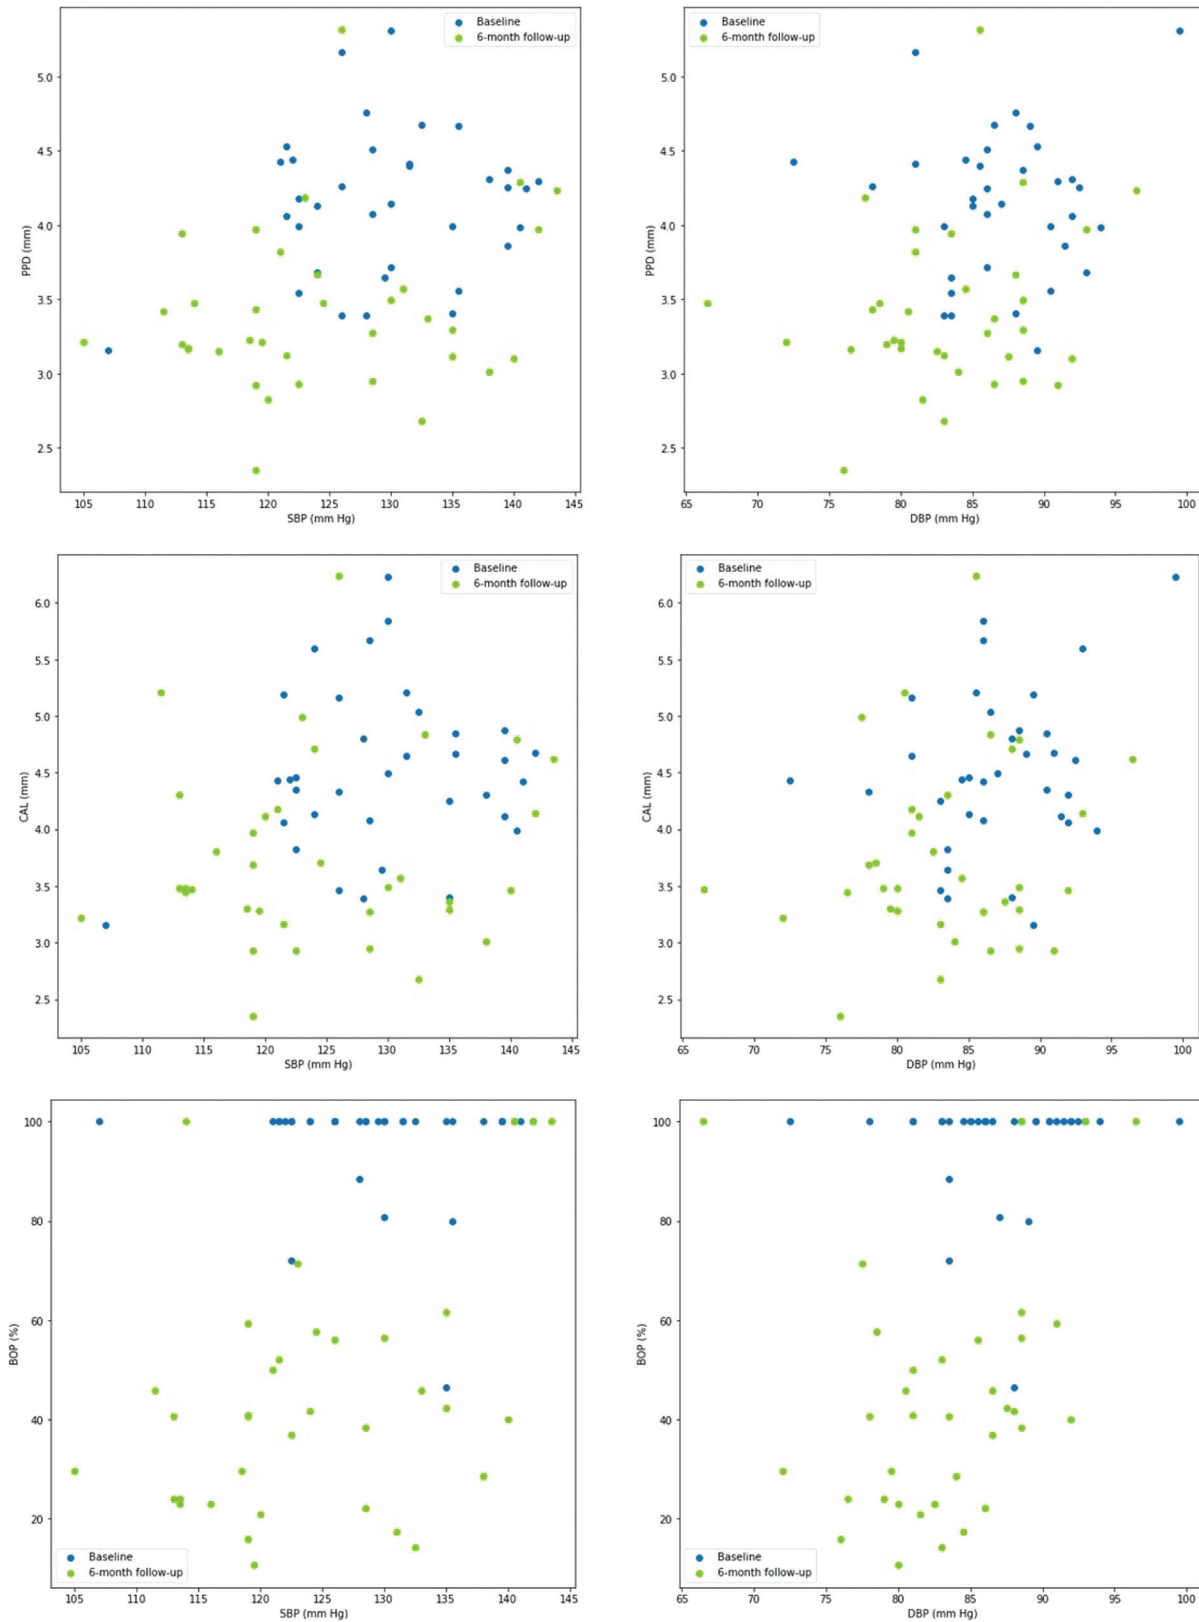 Baseline
6-month follow-up
5.0
4.5
4.0
3.5
3.0
2.5
PPD (mm)
105 110 115 120 125 130 135 140 145
SBP (mm Hg)
Baseline
6-month follow-up
5.0
4.5
4.0
3.5
3.0
2.5
PPD (mm)
65 70 75 80 85 90 95 100
DBP (mm Hg)
Baseline
6-month follow-up
6.0
5.5
5.0
4.5
4.0
3.5
3.0
2.5
CAL (mm)
105 110 115 120 125 130 135 140 145
SBP (mm Hg)
Baseline
6-month follow-up
6.0
5.5
5.0
4.5
4.0
3.5
3.0
2.5
CAL (mm)
65 70 75 80 85 90 95 100
DBP (mm Hg)
100
80
60
40
20
BOP (%)
Baseline
6-month follow-up
105 110 115 120 125 130 135 140 145
SBP (mm Hg)
100
80
60
40
20
BOP (%)
Baseline
6-month follow-up
65 70 75 80 85 90 95 100
DBP (mm Hg)